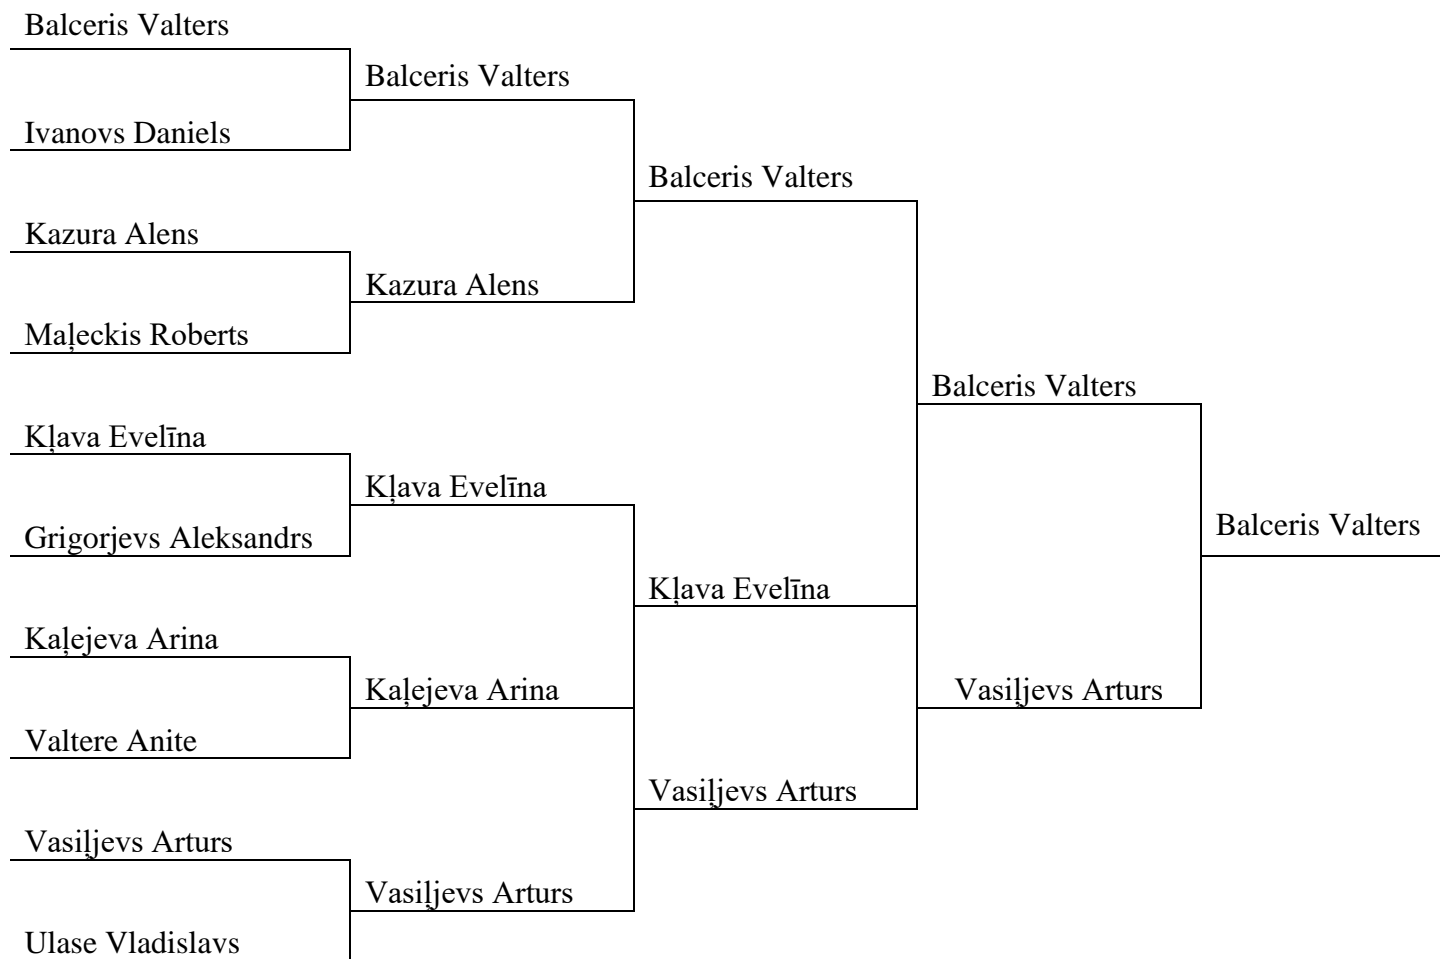 Balceris Valters
Ivanovs Daniels
Kazura Alens
Maļeckis Roberts
Kļava Evelīna
Grigorjevs Aleksandrs
Kaļejeva Arina
Valtere Anite
Vasiļjevs Arturs
Ulase Vladislavs
Balceris Valters
Kazura Alens
Kļava Evelīna
Kaļejeva Arina
Vasiļjevs Arturs
Balceris Valters
Kļava Evelīna
Vasiļjevs Arturs
Balceris Valters
Vasiļjevs Arturs
Balceris Valters